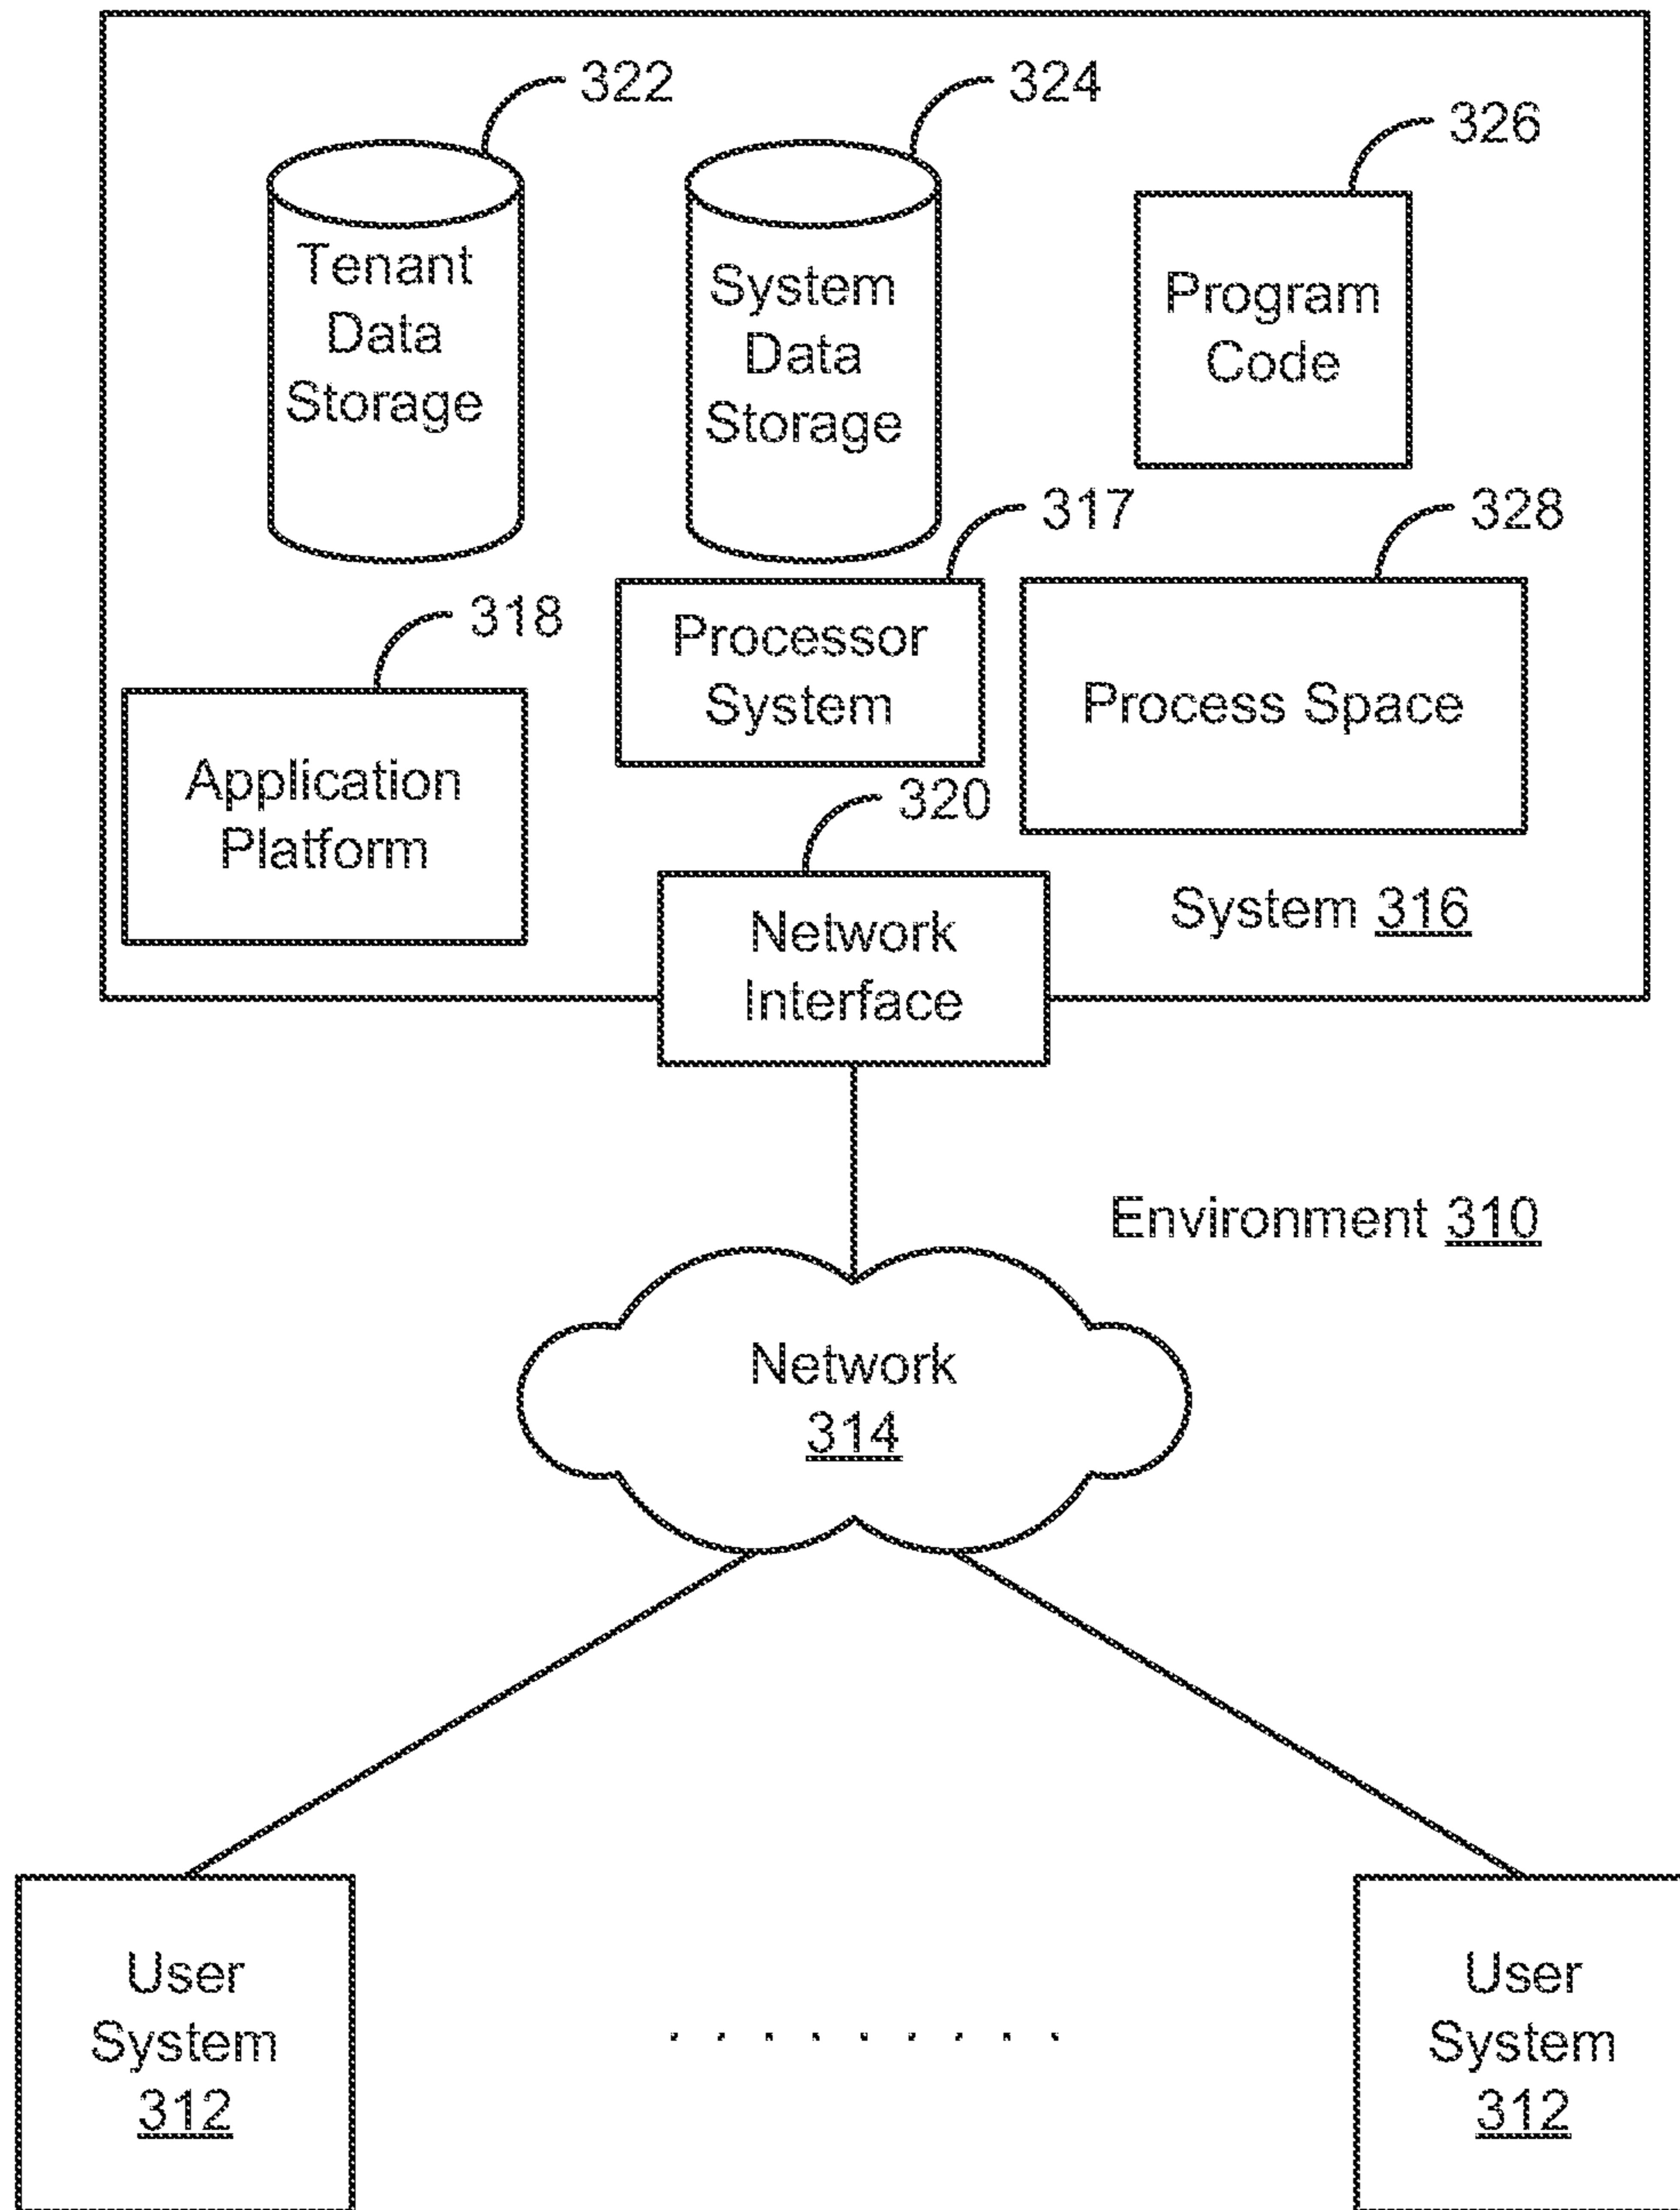 322
324
326
Tenant
Data
Storage
System
Data
Storage
Program
Code
317
328
318
Processor
System
Process Space
Application
Platform
320
System 316
Network
Interface
Environment 310
Network
314
User
System
312
.........
User
System
312